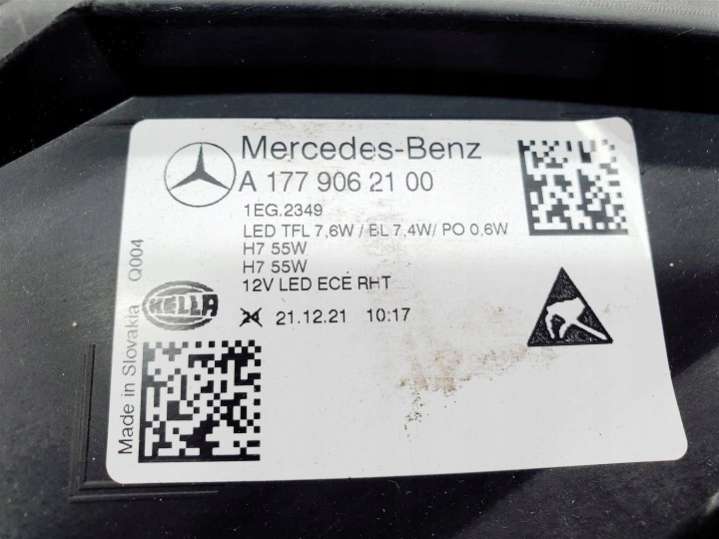 Mercedes-Benz
A 177 906 21 00
1EG.2349
LED TFL 7,6W / BL 7,4W/ PO 0,6W
H7 55W
H7 55W
12V LED ECE RHT
HELLA
21.12.21 10:17
Made in Slovakia Q004